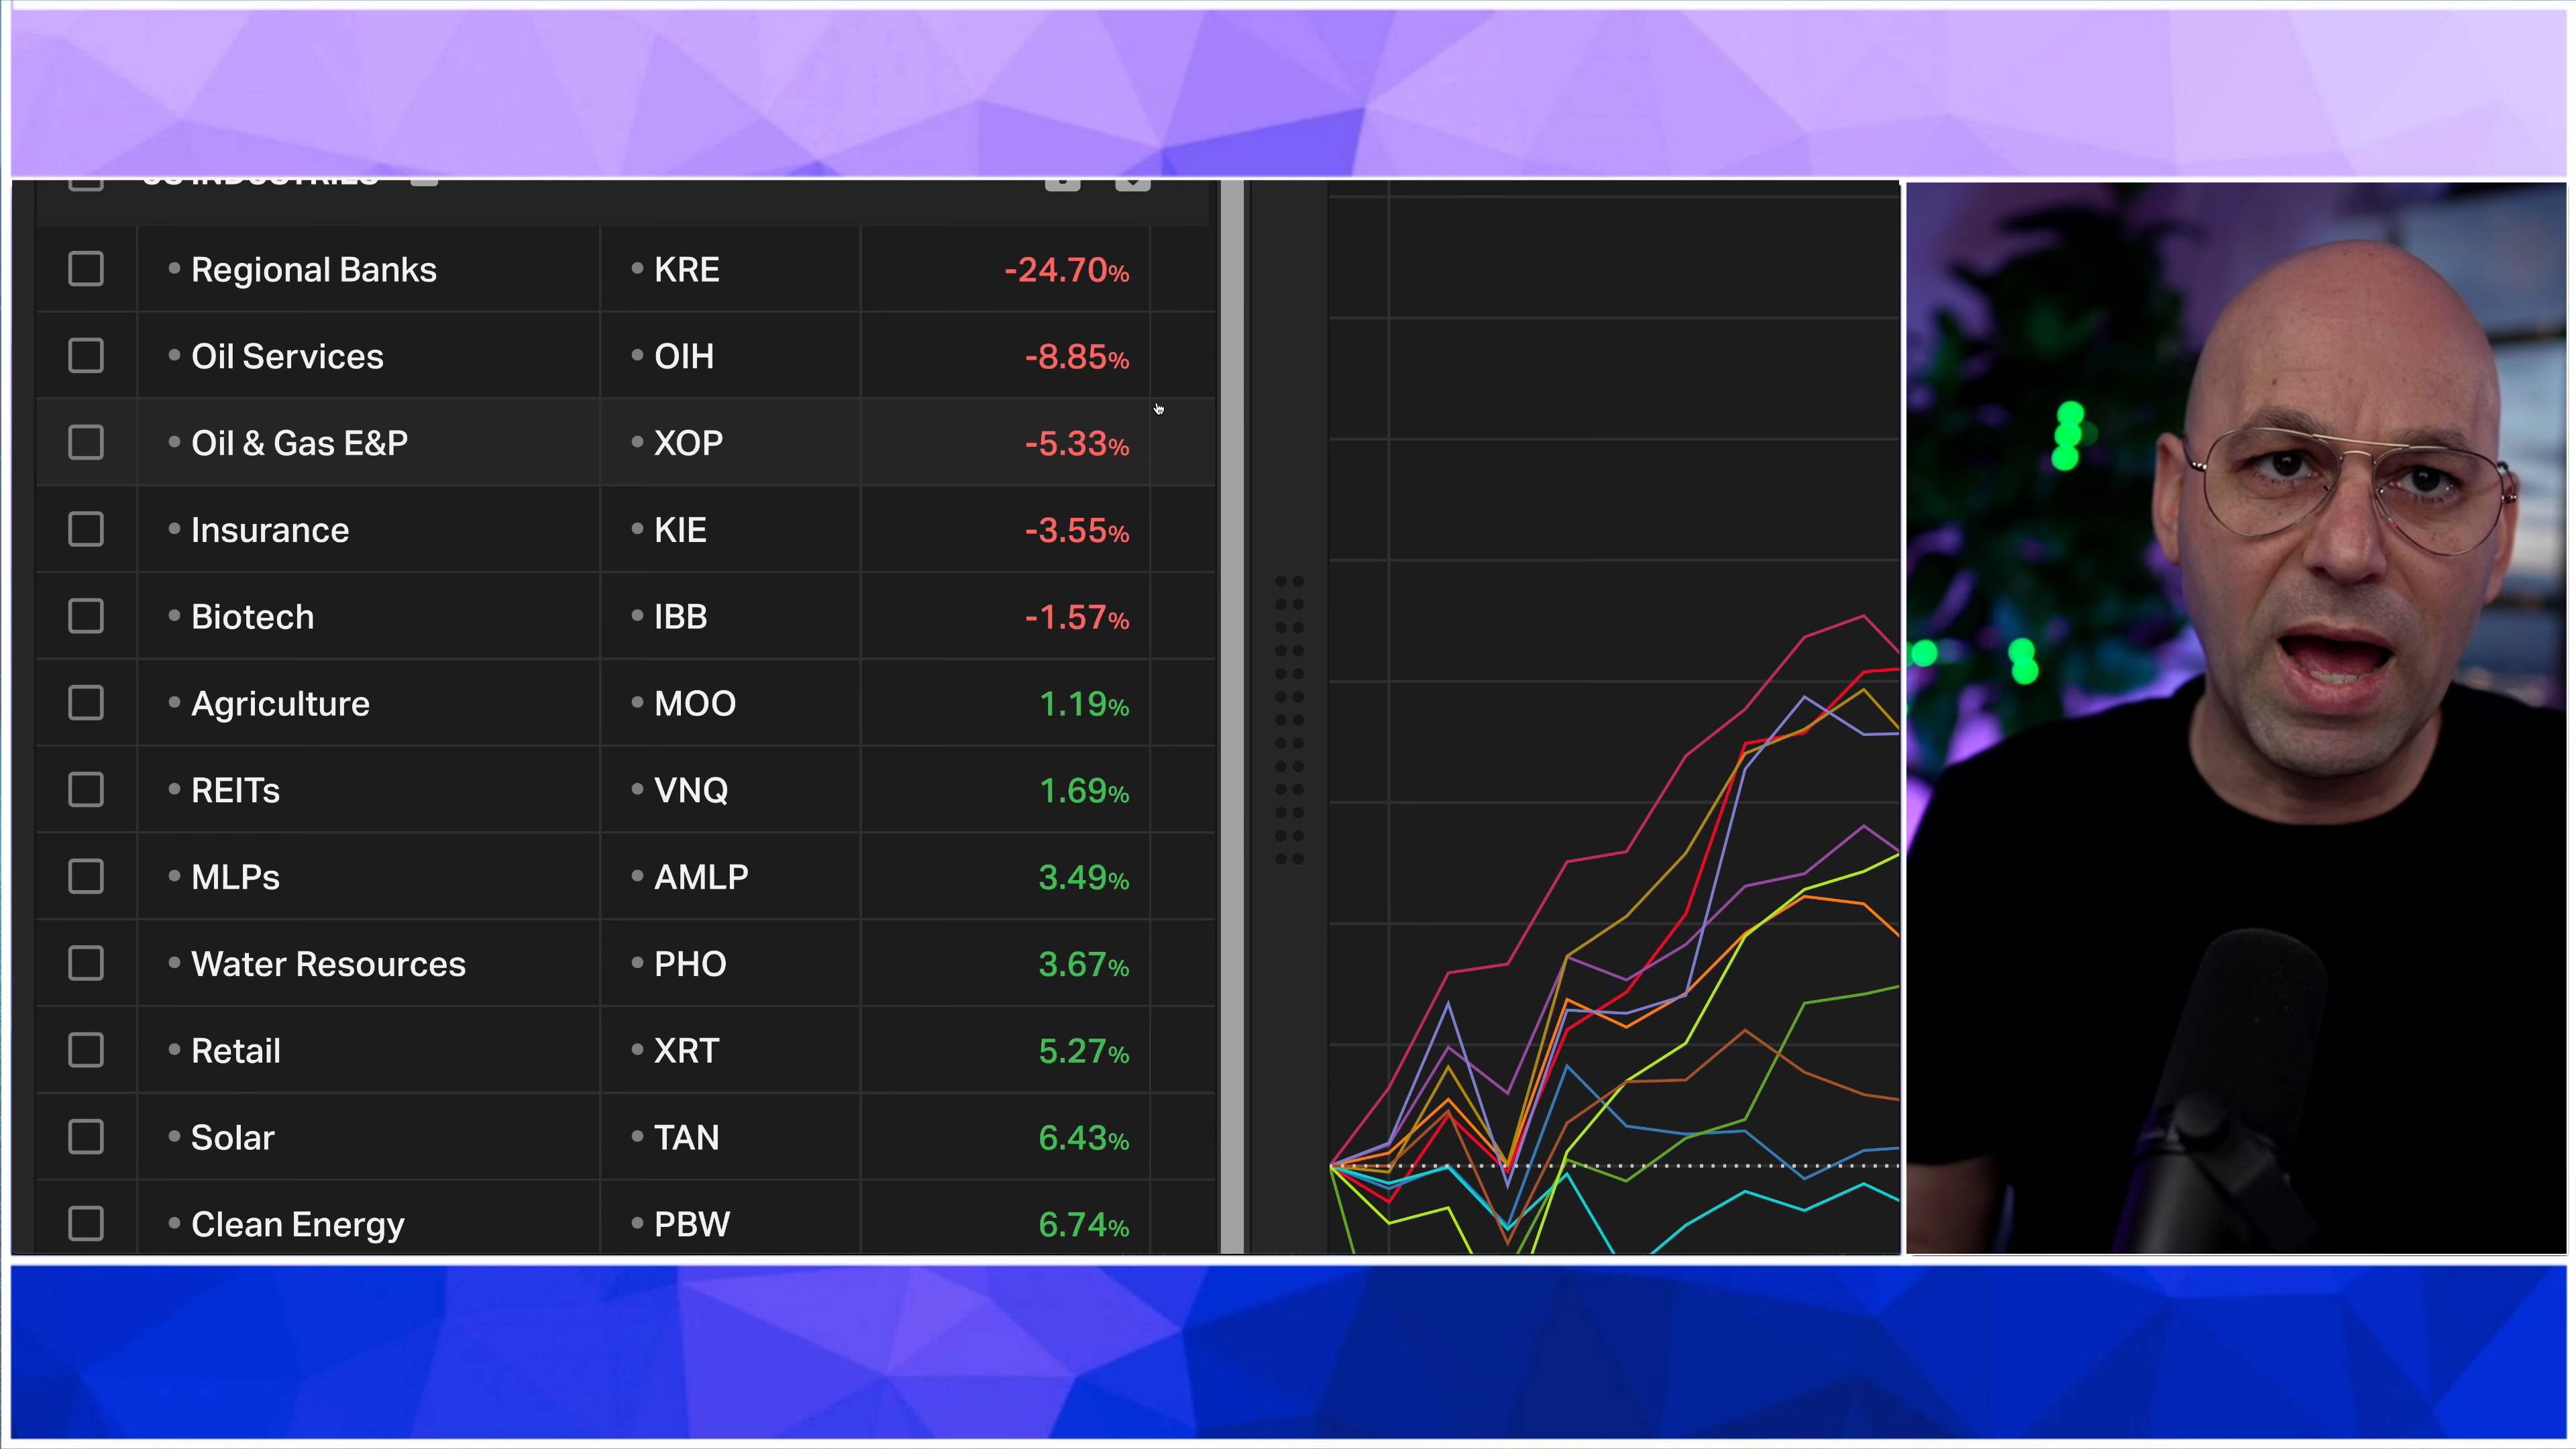 US INDUSTRIES
Regional Banks KRE -24.70%
Oil Services OIH -8.85%
Oil & Gas E&P XOP -5.33%
Insurance KIE -3.55%
Biotech IBB -1.57%
Agriculture MOO 1.19%
REITs VNQ 1.69%
MLPs AMLP 3.49%
Water Resources PHO 3.67%
Retail XRT 5.27%
Solar TAN 6.43%
Clean Energy PBW 6.74%